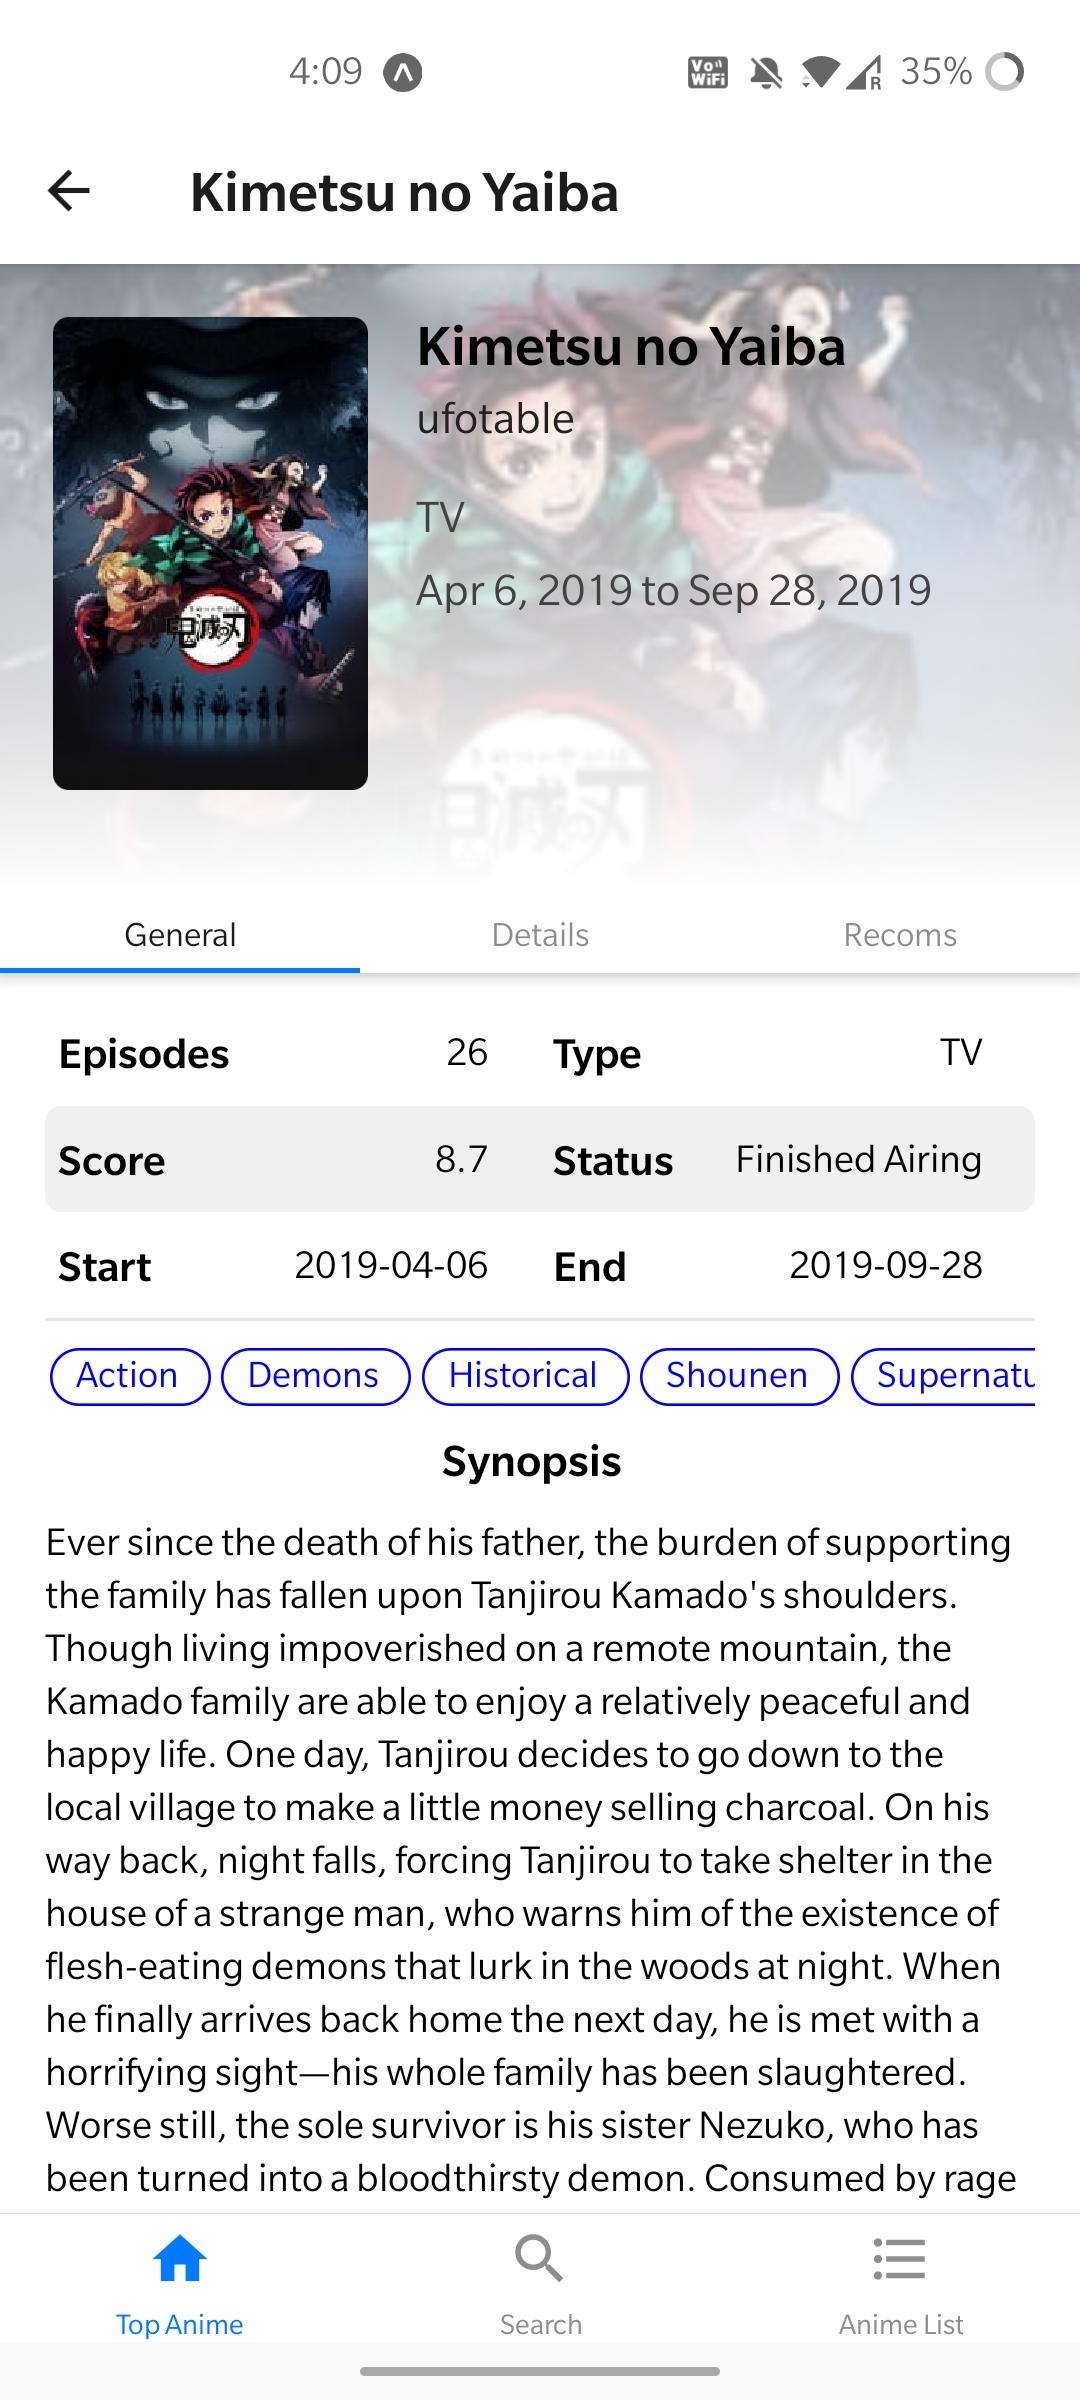 4:09
Vo WiFi
R
35%
Kimetsu no Yaiba
鬼滅の刃
Kimetsu no Yaiba
ufotable
TV
Apr 6, 2019 to Sep 28, 2019
General Details Recoms
Episodes 26 Type TV
Score 8.7 Status Finished Airing
Start 2019-04-06 End 2019-09-28
Action Demons Historical Shounen Supernatu
Synopsis
Ever since the death of his father, the burden of supporting
the family has fallen upon Tanjirou Kamado's shoulders.
Though living impoverished on a remote mountain, the
Kamado family are able to enjoy a relatively peaceful and
happy life. One day, Tanjirou decides to go down to the
local village to make a little money selling charcoal. On his
way back, night falls, forcing Tanjirou to take shelter in the
house of a strange man, who warns him of the existence of
flesh-eating demons that lurk in the woods at night. When
he finally arrives back home the next day, he is met with a
horrifying sight—his whole family has been slaughtered.
Worse still, the sole survivor is his sister Nezuko, who has
been turned into a bloodthirsty demon. Consumed by rage
Top Anime Search Anime List